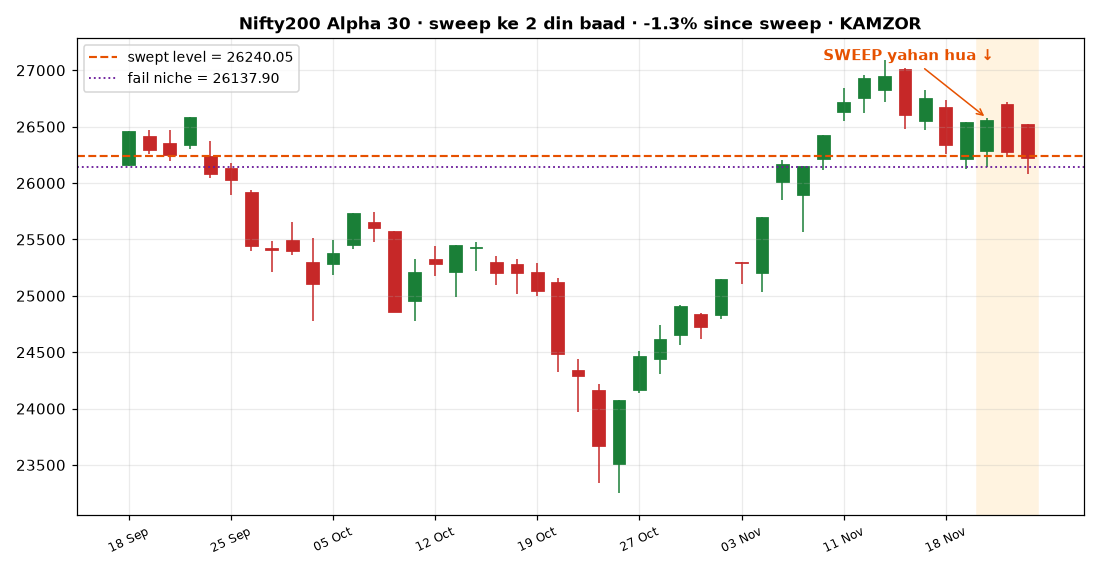 Nifty200 Alpha 30 · sweep ke 2 din baad · -1.3% since sweep · KAMZOR
swept level = 26240.05
fail niche = 26137.90
SWEEP yahan hua ↓
27000
26500
26000
25500
25000
24500
24000
23500
18 Sep
25 Sep
05 Oct
12 Oct
19 Oct
27 Oct
03 Nov
11 Nov
18 Nov